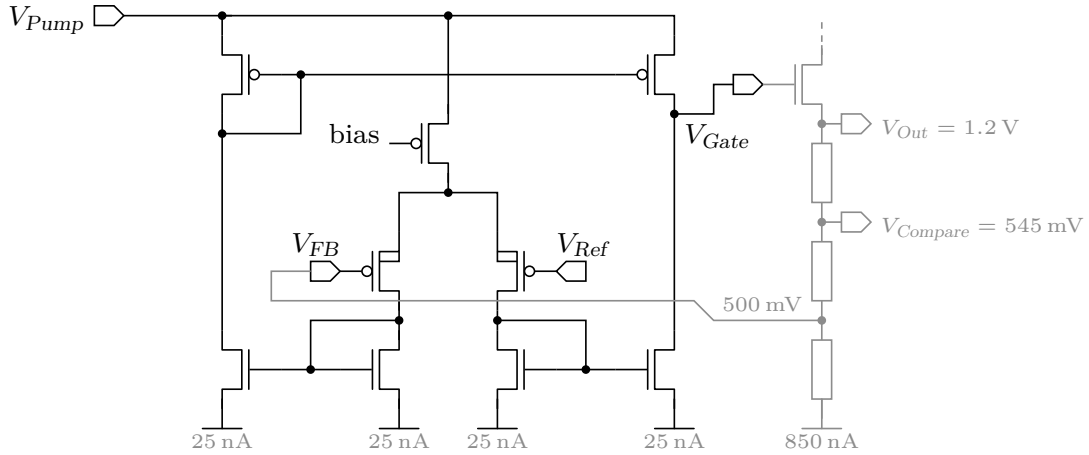 V_Pump
bias
V_Gate
V_Out = 1.2 V
V_Compare = 545 mV
V_FB
V_Ref
500 mV
25 nA
25 nA
25 nA
25 nA
850 nA